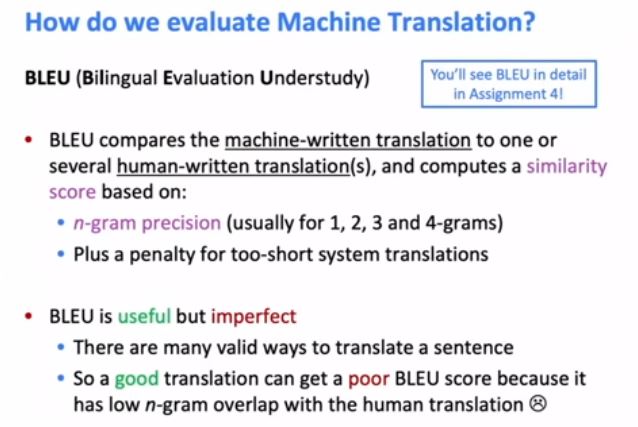 How do we evaluate Machine Translation?
BLEU (Bilingual Evaluation Understudy)
You'll see BLEU in detail
in Assignment 4!
• BLEU compares the machine-written translation to one or
several human-written translation(s), and computes a similarity
score based on:
• n-gram precision (usually for 1, 2, 3 and 4-grams)
• Plus a penalty for too-short system translations
• BLEU is useful but imperfect
• There are many valid ways to translate a sentence
• So a good translation can get a poor BLEU score because it
has low n-gram overlap with the human translation ☹